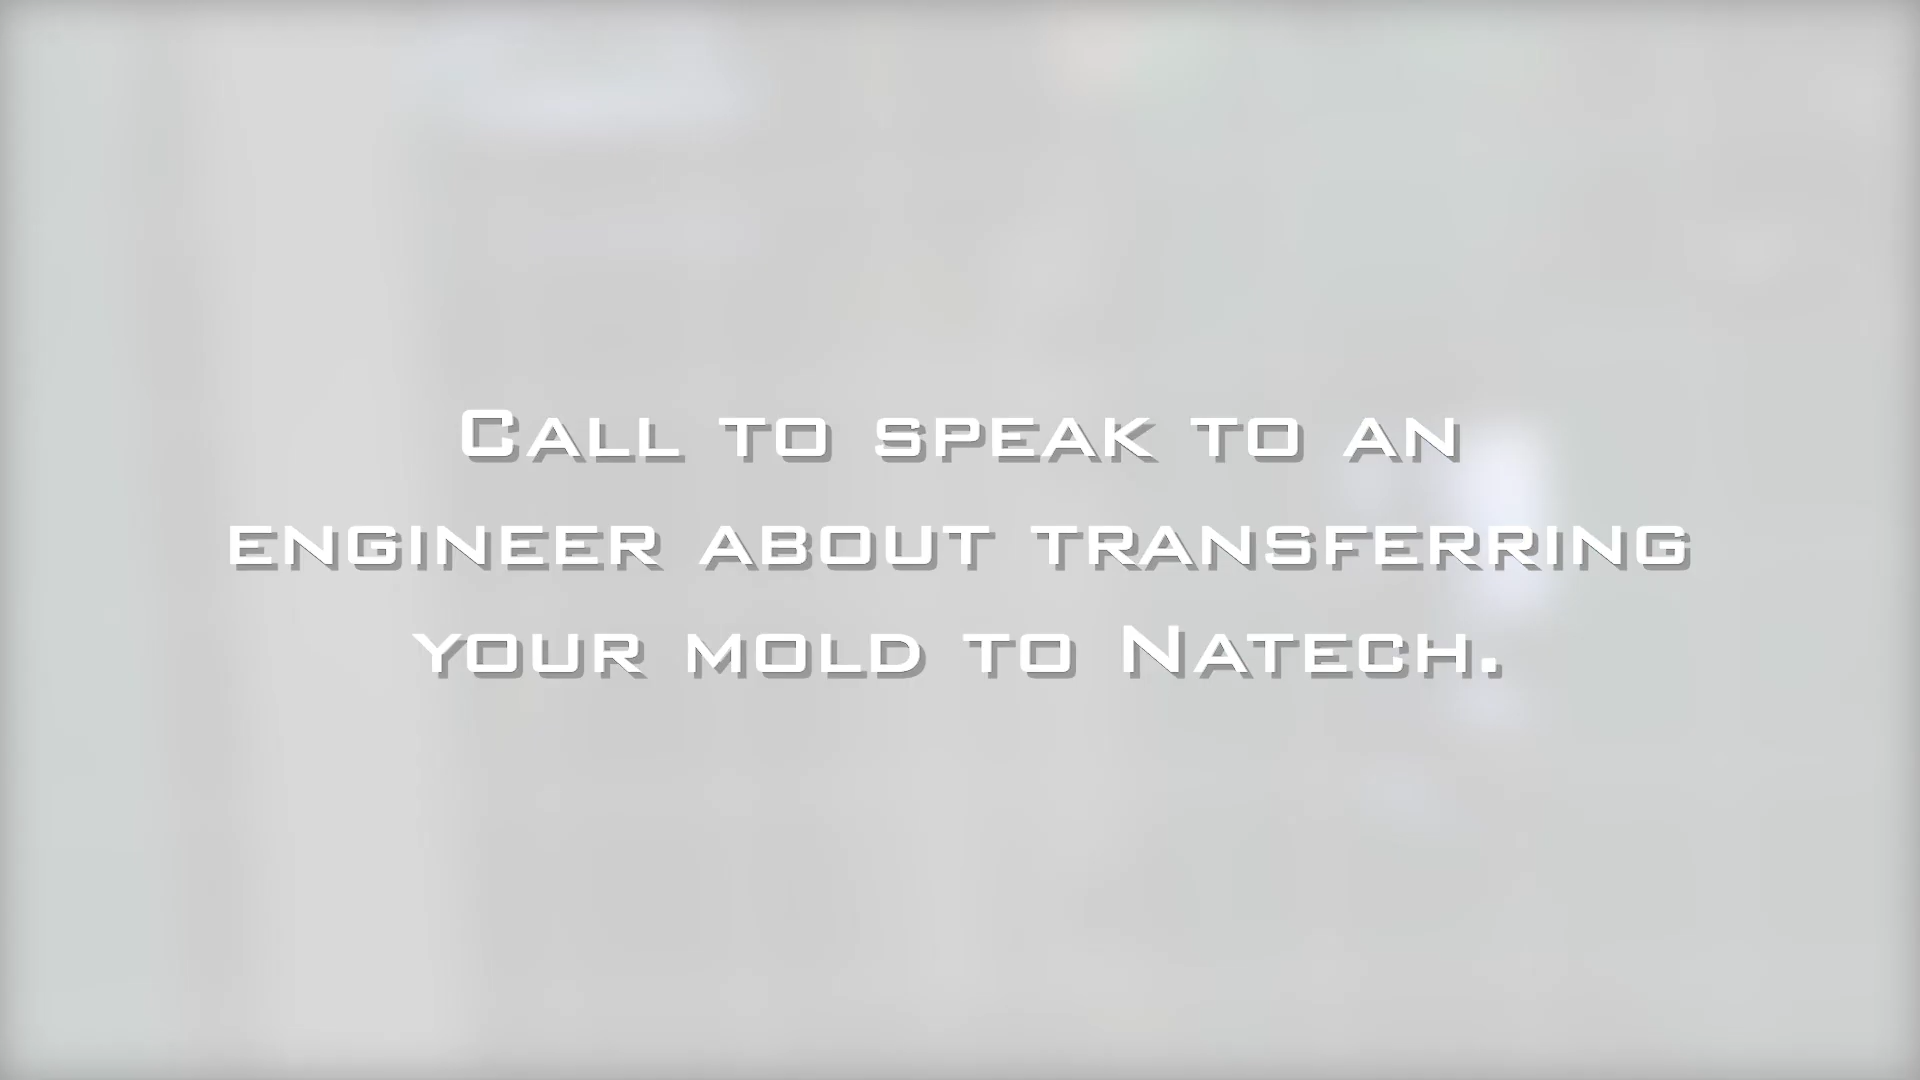 Call to speak to an
engineer about transferring
your mold to Natech.